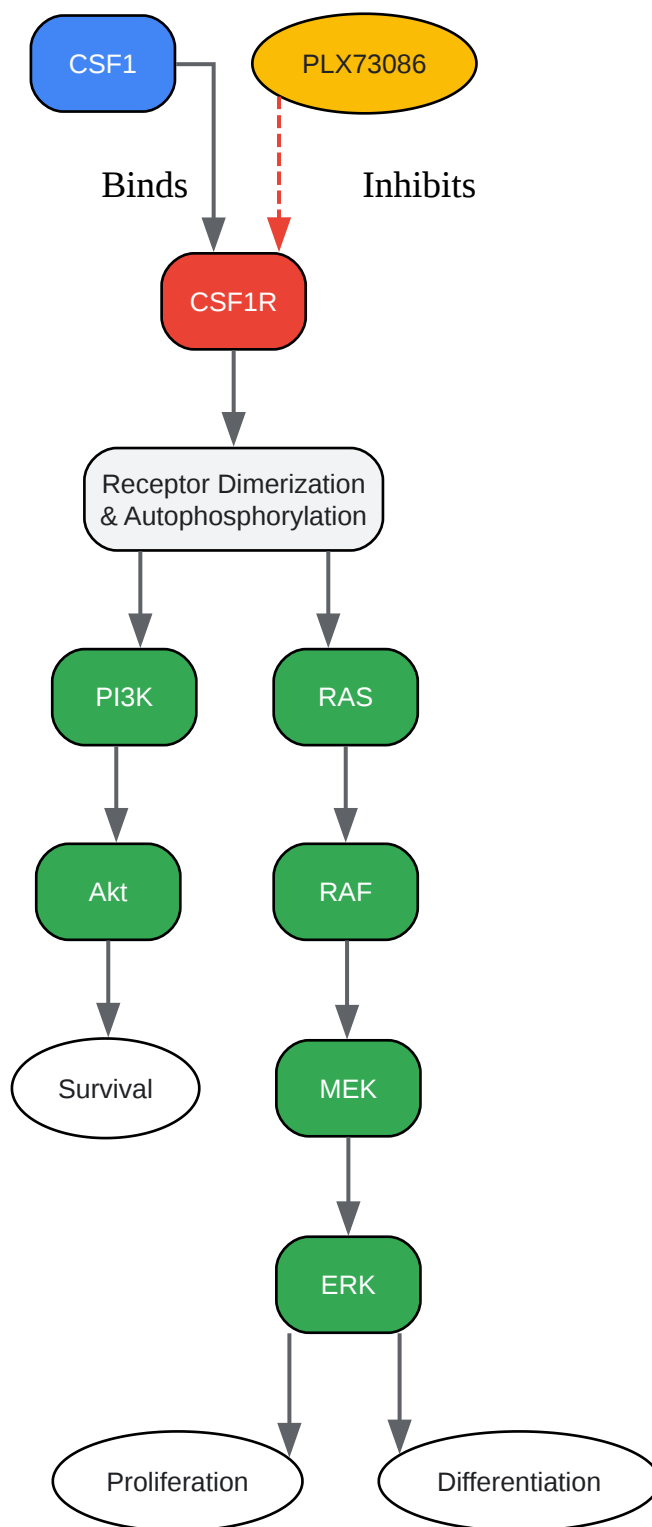 CSF1
PLX73086
Binds
Inhibits
CSF1R
Receptor Dimerization
& Autophosphorylation
PI3K
RAS
Akt
RAF
Survival
MEK
ERK
Proliferation
Differentiation